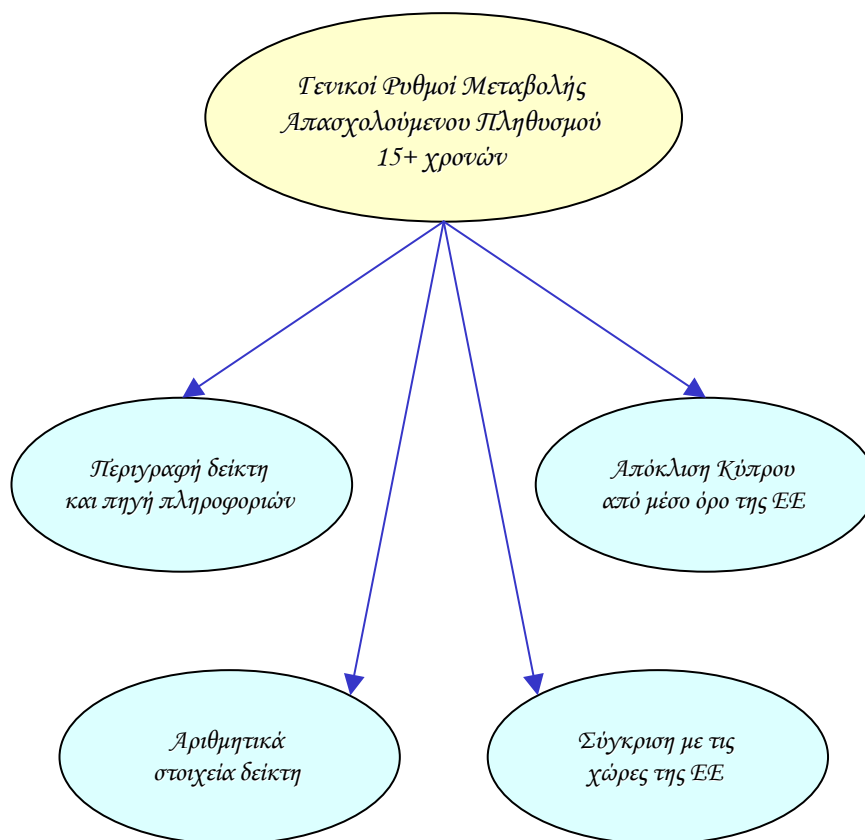 Γενικοί Ρυθμοί Μεταβολής
Απασχολούμενου Πληθυσμού
15+ χρονών
Περιγραφή δείκτη
και πηγή πληροφοριών
Απόκλιση Κύπρου
από μέσο όρο της ΕΕ
Αριθμητικά
στοιχεία δείκτη
Σύγκριση με τις
χώρες της ΕΕ